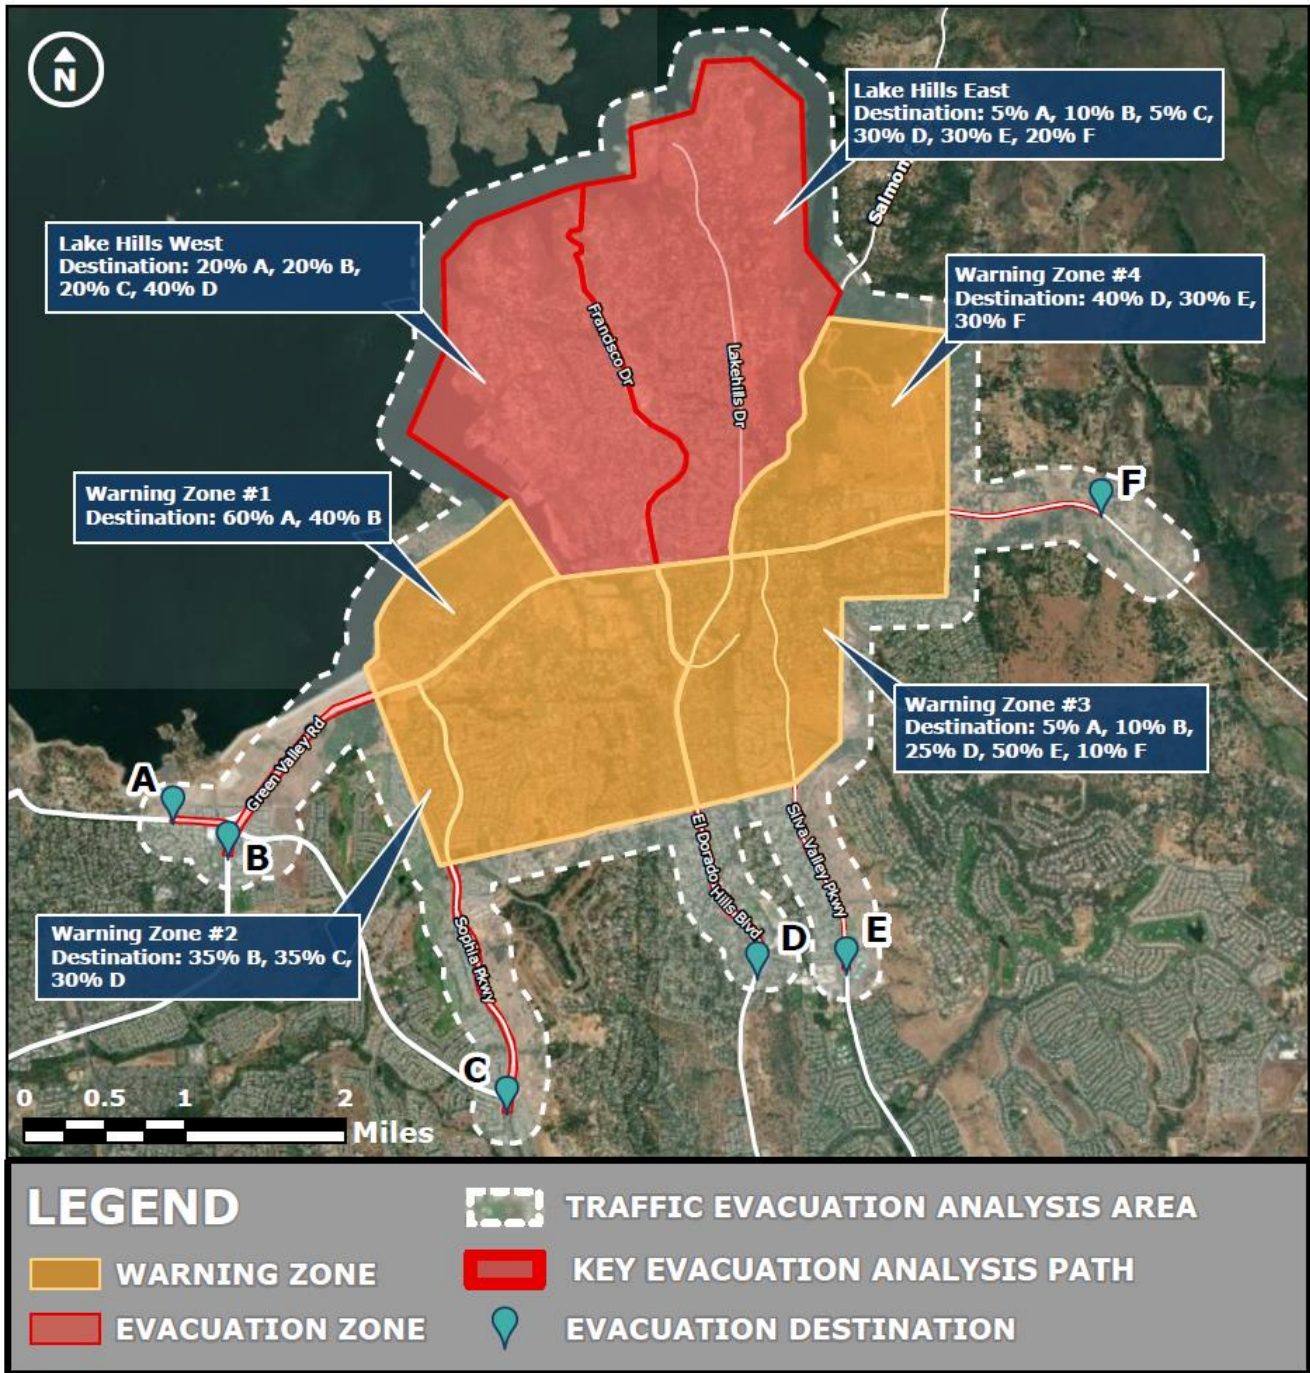 N
Lake Hills East
Destination: 5% A, 10% B, 5% C,
30% D, 30% E, 20% F
Salmon
Lake Hills West
Destination: 20% A, 20% B,
20% C, 40% D
Warning Zone #4
Destination: 40% D, 30% E,
30% F
Francisco Dr
Lakehills Dr
Warning Zone #1
Destination: 60% A, 40% B
F
Warning Zone #3
Destination: 5% A, 10% B,
25% D, 50% E, 10% F
Green Valley Rd
A
B
El Dorado Hills Blvd
Silva Valley Pkwy
Warning Zone #2
Destination: 35% B, 35% C,
30% D
Sophia Pkwy
D
E
C
0 0.5 1 2
Miles
LEGEND
TRAFFIC EVACUATION ANALYSIS AREA
WARNING ZONE
KEY EVACUATION ANALYSIS PATH
EVACUATION ZONE
EVACUATION DESTINATION